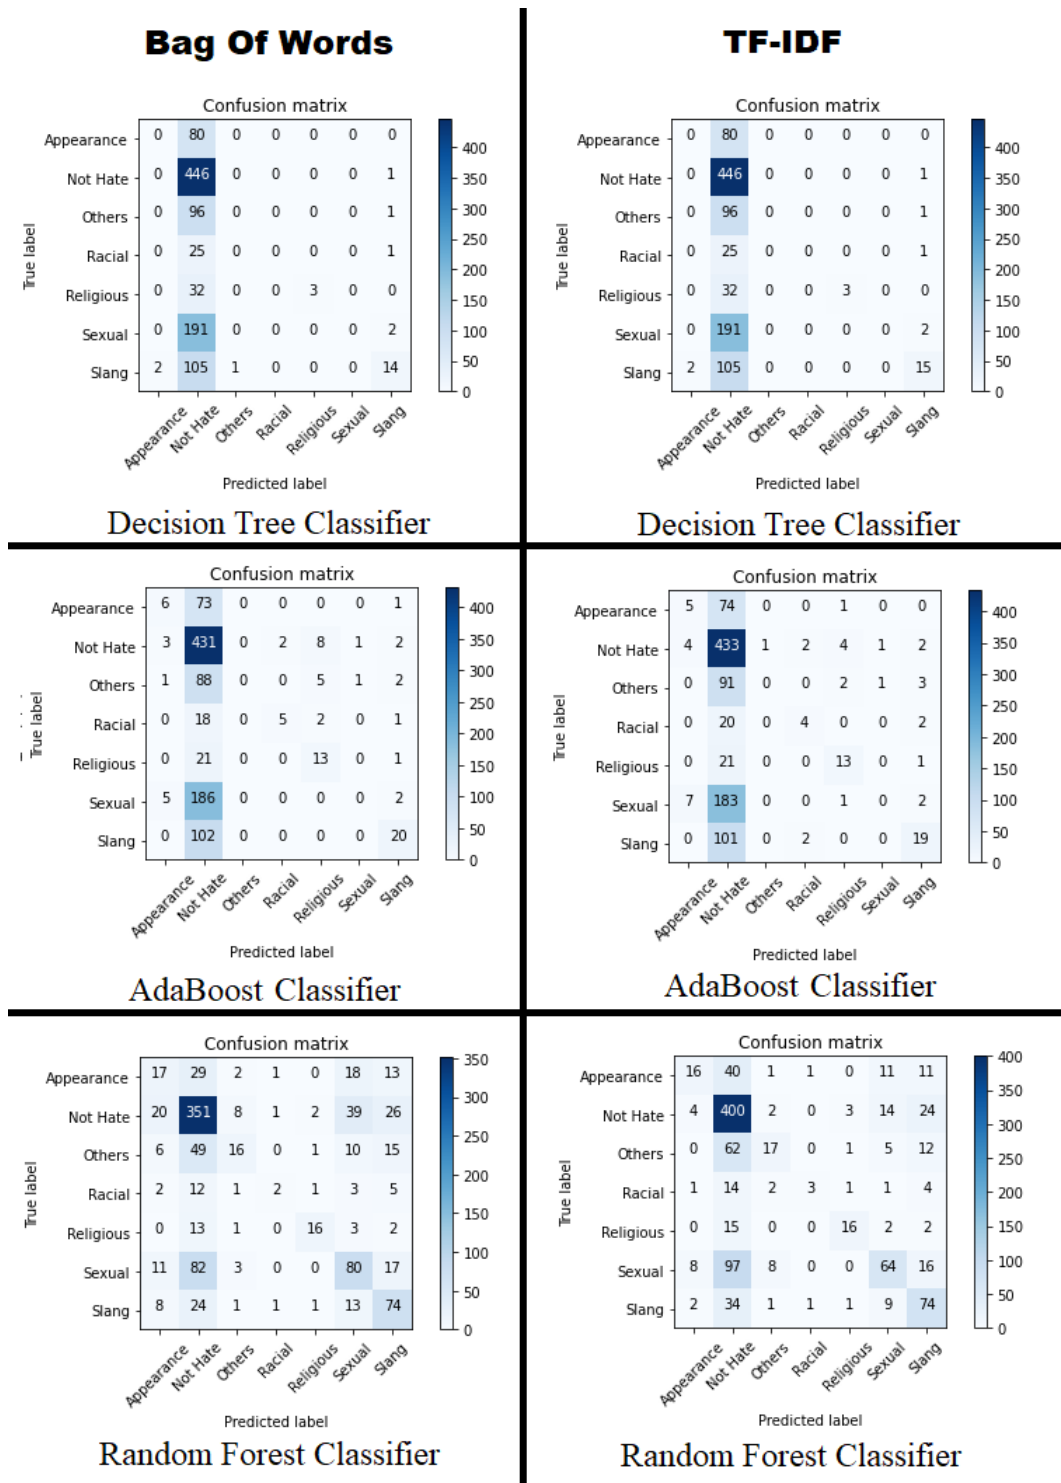 Bag Of Words
TF-IDF
Confusion matrix
Appearance 0 80 0 0 0 0 0
Not Hate 0 446 0 0 0 0 1
Others 0 96 0 0 0 0 1
Racial 0 25 0 0 0 0 1
Religious 0 32 0 0 3 0 0
Sexual 0 191 0 0 0 0 2
Slang 2 105 1 0 0 0 14
True label
Appearance Not Hate Others Racial Religious Sexual Slang
Predicted label
400
350
300
250
200
150
100
50
0
Decision Tree Classifier
Confusion matrix
Appearance 0 80 0 0 0 0 0
Not Hate 0 446 0 0 0 0 1
Others 0 96 0 0 0 0 1
Racial 0 25 0 0 0 0 1
Religious 0 32 0 0 3 0 0
Sexual 0 191 0 0 0 0 2
Slang 2 105 0 0 0 0 15
True label
Appearance Not Hate Others Racial Religious Sexual Slang
Predicted label
400
350
300
250
200
150
100
50
0
Decision Tree Classifier
Confusion matrix
Appearance 6 73 0 0 0 0 1
Not Hate 3 431 0 2 8 1 2
Others 1 88 0 0 5 1 2
Racial 0 18 0 5 2 0 1
Religious 0 21 0 0 13 0 1
Sexual 5 186 0 0 0 0 2
Slang 0 102 0 0 0 0 20
True label
Appearance Not Hate Others Racial Religious Sexual Slang
Predicted label
400
350
300
250
200
150
100
50
0
AdaBoost Classifier
Confusion matrix
Appearance 5 74 0 0 1 0 0
Not Hate 4 433 1 2 4 1 2
Others 0 91 0 0 2 1 3
Racial 0 20 0 4 0 0 2
Religious 0 21 0 0 13 0 1
Sexual 7 183 0 0 1 0 2
Slang 0 101 0 2 0 0 19
True label
Appearance Not Hate Others Racial Religious Sexual Slang
Predicted label
400
350
300
250
200
150
100
50
0
AdaBoost Classifier
Confusion matrix
Appearance 17 29 2 1 0 18 13
Not Hate 20 351 8 1 2 39 26
Others 6 49 16 0 1 10 15
Racial 2 12 1 2 1 3 5
Religious 0 13 1 0 16 3 2
Sexual 11 82 3 0 0 80 17
Slang 8 24 1 1 1 13 74
True label
Appearance Not Hate Others Racial Religious Sexual Slang
Predicted label
350
300
250
200
150
100
50
0
Random Forest Classifier
Confusion matrix
Appearance 16 40 1 1 0 11 11
Not Hate 4 400 2 0 3 14 24
Others 0 62 17 0 1 5 12
Racial 1 14 2 3 1 1 4
Religious 0 15 0 0 16 2 2
Sexual 8 97 8 0 0 64 16
Slang 2 34 1 1 1 9 74
True label
Appearance Not Hate Others Racial Religious Sexual Slang
Predicted label
400
350
300
250
200
150
100
50
0
Random Forest Classifier